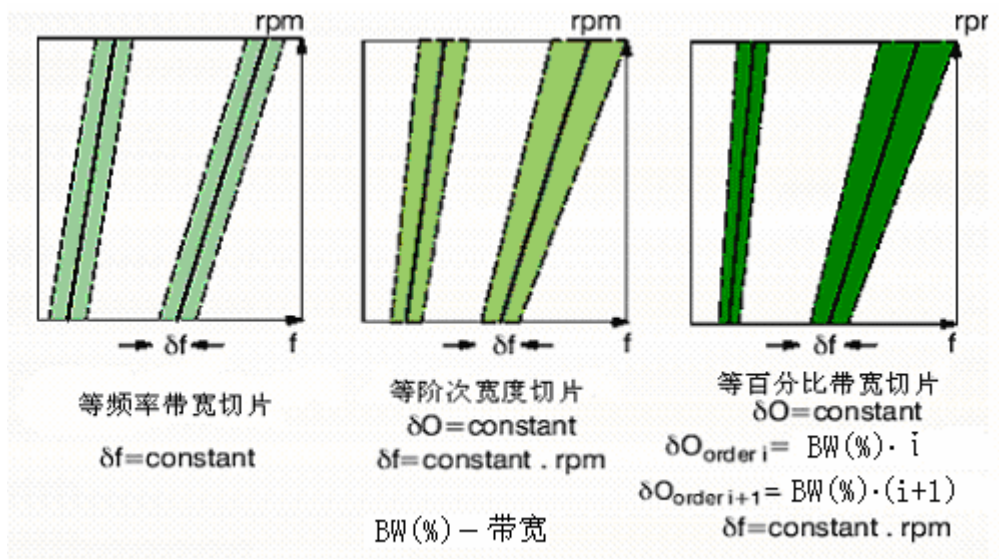 rpm
rpm
rpr
δf
f
δf
f
δf
f
等频率带宽切片
δf=constant
等阶次宽度切片
δO=constant
δf=constant . rpm
等百分比带宽切片
δO=constant
δOorder i= BW(%)· i
δOorder i+1= BW(%)·(i+1)
δf=constant . rpm
BW(%)－带宽